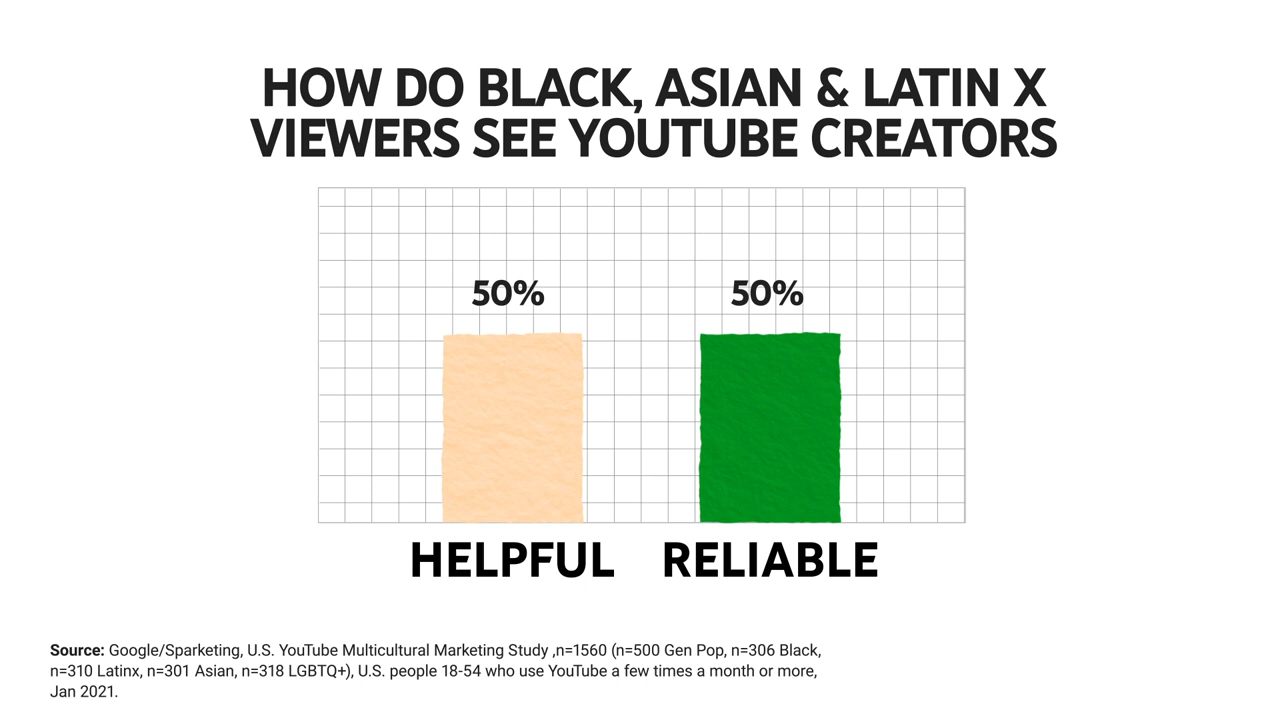 HOW DO BLACK, ASIAN & LATIN X
VIEWERS SEE YOUTUBE CREATORS
50% 50%
HELPFUL RELIABLE
Source: Google/Sparketing, U.S. YouTube Multicultural Marketing Study ,n=1560 (n=500 Gen Pop, n=306 Black,
n=310 Latinx, n=301 Asian, n=318 LGBTQ+), U.S. people 18-54 who use YouTube a few times a month or more,
Jan 2021.